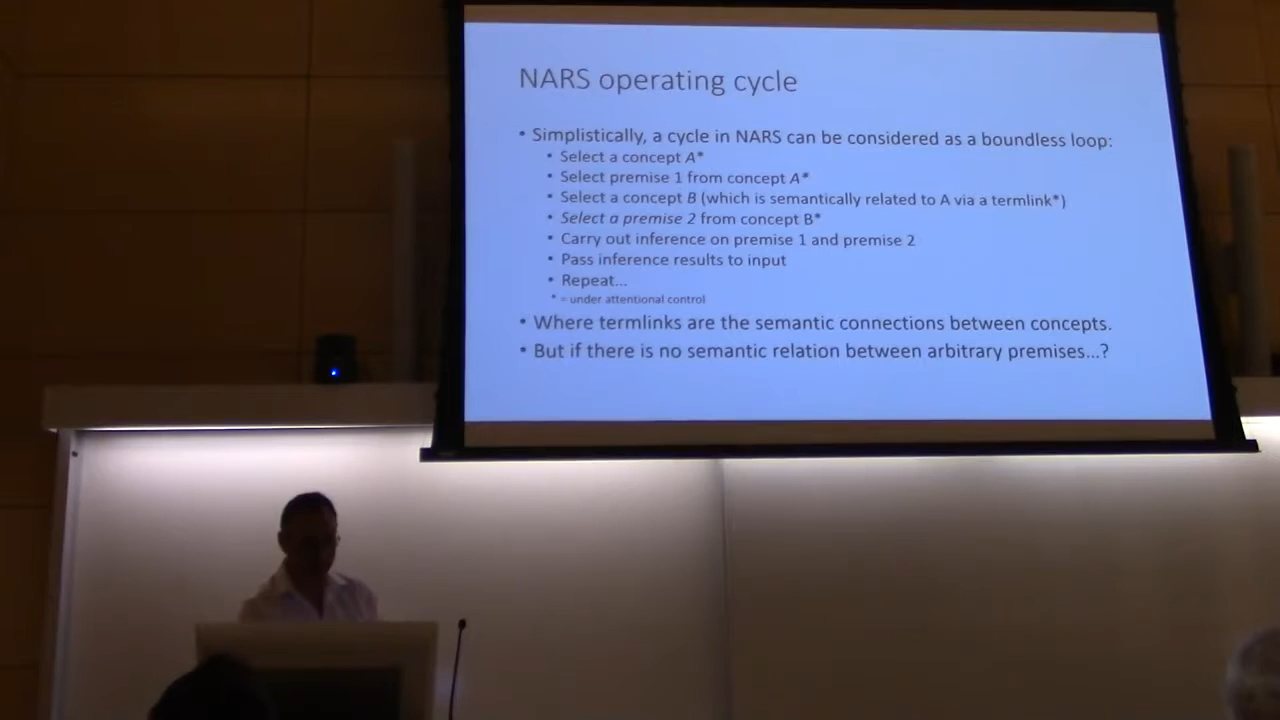 NARS operating cycle
• Simplistically, a cycle in NARS can be considered as a boundless loop:
• Select a concept A*
• Select premise 1 from concept A*
• Select a concept B (which is semantically related to A via a termlink*)
• Select a premise 2 from concept B*
• Carry out inference on premise 1 and premise 2
• Pass inference results to input
• Repeat...
* = under attentional control
• Where termlinks are the semantic connections between concepts.
• But if there is no semantic relation between arbitrary premises...?